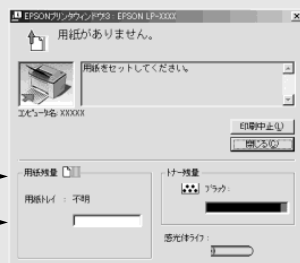 EPSONプリンタウィンドウ3 : EPSON LP-XXXX
用紙がありません。
用紙をセットしてください。
コンピュータ名: XXXXX
印刷中止(J)
閉じる(C)
用紙残量
用紙トレイ : 不明
トナー残量
ブラック:
感光体ライフ: